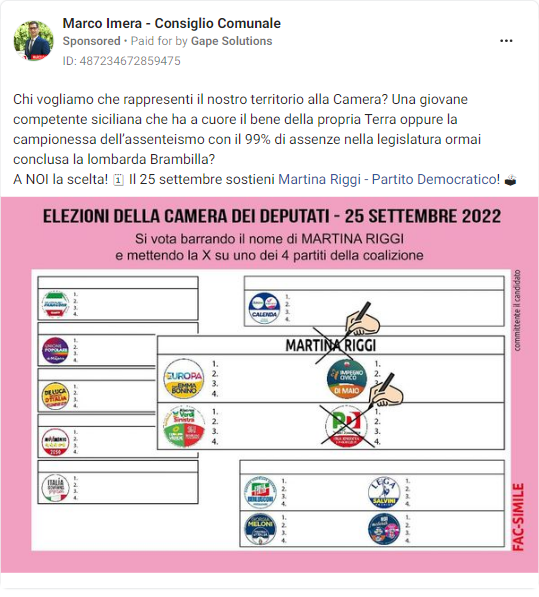 Marco Imera - Consiglio Comunale
Sponsored • Paid for by Gape Solutions
ID: 487234672859475
Chi vogliamo che rappresenti il nostro territorio alla Camera? Una giovane
competente siciliana che ha a cuore il bene della propria Terra oppure la
campionessa dell'assenteismo con il 99% di assenze nella legislatura ormai
conclusa la lombarda Brambilla?
A NOI la scelta! Il 25 settembre sostieni Martina Riggi - Partito Democratico!
ELEZIONI DELLA CAMERA DEI DEPUTATI - 25 SETTEMBRE 2022
Si vota barrando il nome di MARTINA RIGGI
e mettendo la X su uno dei 4 partiti della coalizione
1.
2.
3.
4.
UNIONE
POPOLARE
1.
2.
3.
4.
DE LUCA
1.
2.
3.
4.
1.
2.
3.
4.
ITALIA
1.
2.
3.
4.
CALENDA
1.
2.
3.
4.
MARTINA RIGGI
EUROPA
EMMA
BONINO
1.
2.
3.
4.
IMPEGNO
CIVICO
DI MAIO
1.
2.
3.
4.
Verdi
Sinistra
1.
2.
3.
4.
PD
1.
2.
3.
4.
1.
2.
3.
4.
LEGA
SALVINI
1.
2.
3.
4.
MELONI
1.
2.
3.
4.
1.
2.
3.
4.
committente il candidato
FAC-SIMILE